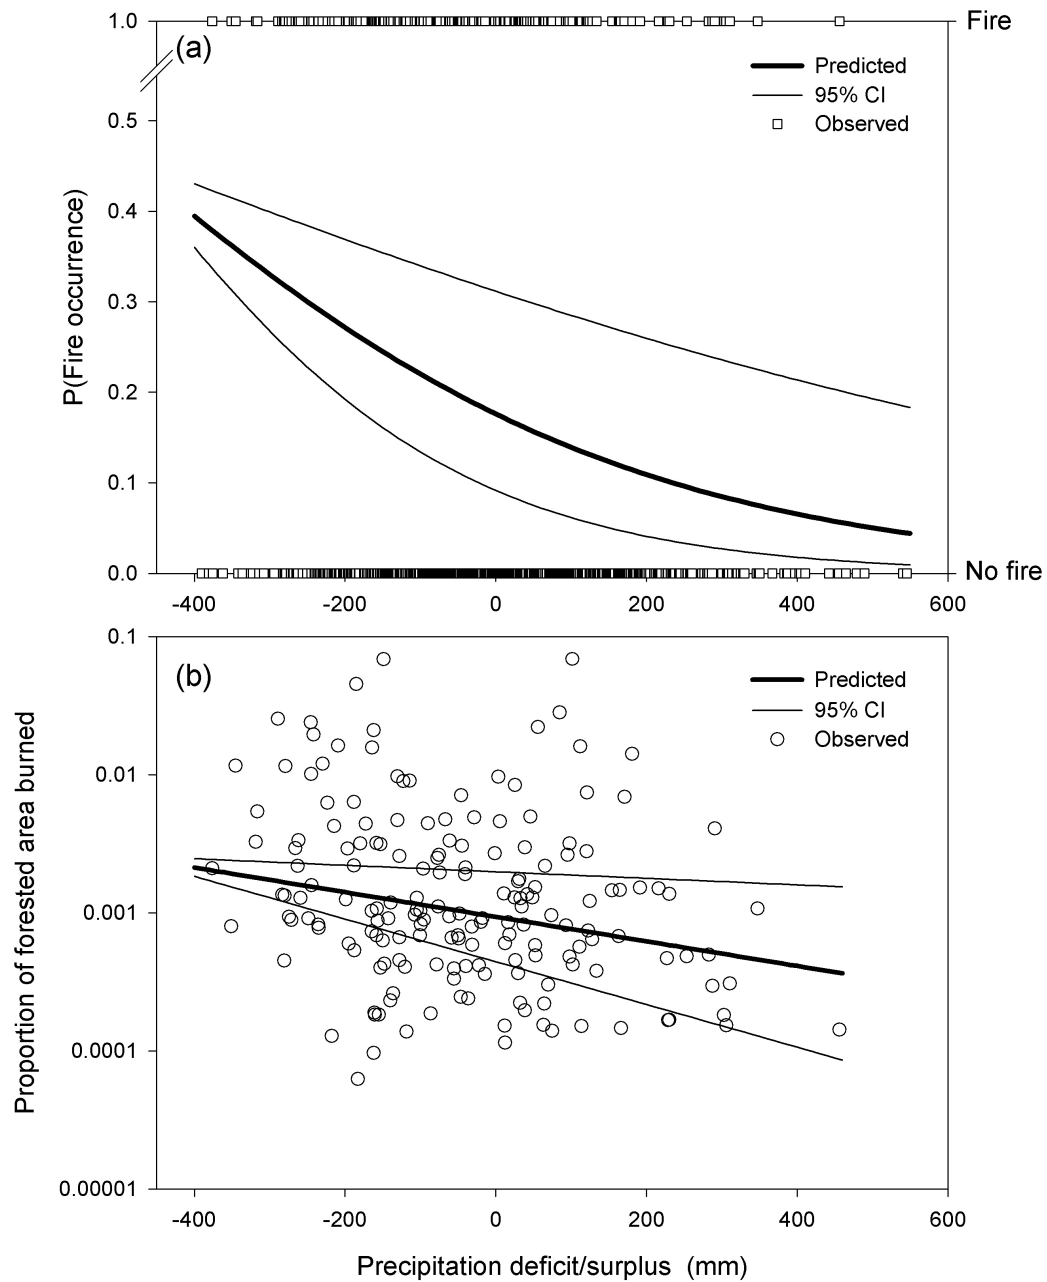 1.0
Fire
(a)
Predicted
95% CI
Observed
0.5
0.4
0.3
0.2
0.1
0.0
P(Fire occurrence)
No fire
-400 -200 0 200 400 600
0.1
(b)
Predicted
95% CI
Observed
0.01
0.001
0.0001
0.00001
Proportion of forested area burned
-400 -200 0 200 400 600
Precipitation deficit/surplus (mm)